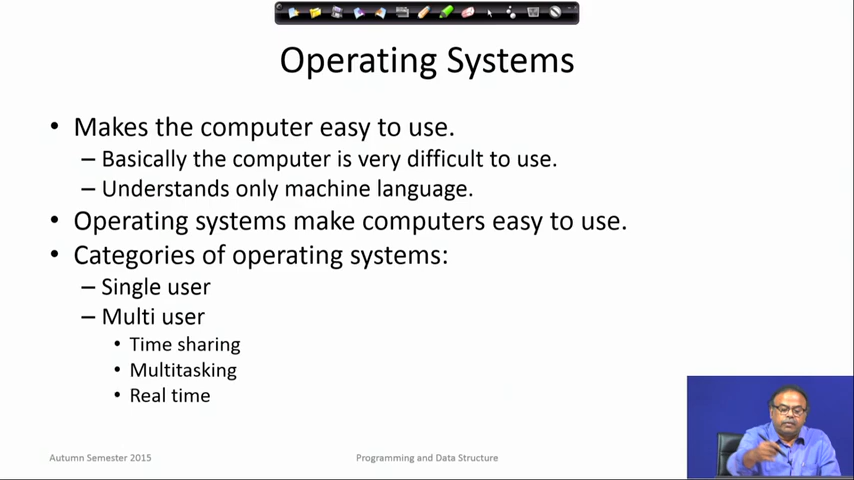 Operating Systems
• Makes the computer easy to use.
– Basically the computer is very difficult to use.
– Understands only machine language.
• Operating systems make computers easy to use.
• Categories of operating systems:
– Single user
– Multi user
• Time sharing
• Multitasking
• Real time
Autumn Semester 2015
Programming and Data Structure